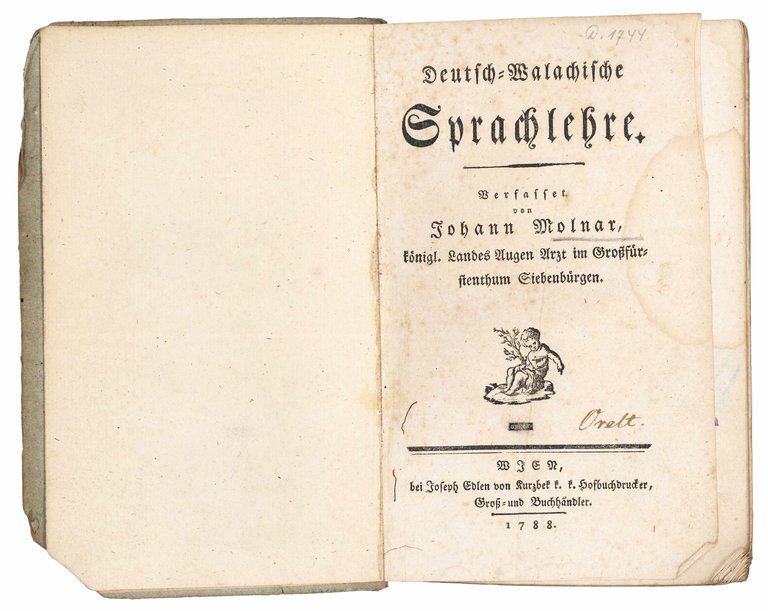 D. 1744
Deutsch-Walachische
Sprachlehre.
Verfasset
von
Johann Molnar,
königl. Landes Augen Arzt im Großfür-
stenthum Siebenbürgen.
Orelt.
WJEN,
bei Joseph Edlen von Kurzbek k. k. Hofbuchdrucker,
Groß- und Buchhändler.
1788.